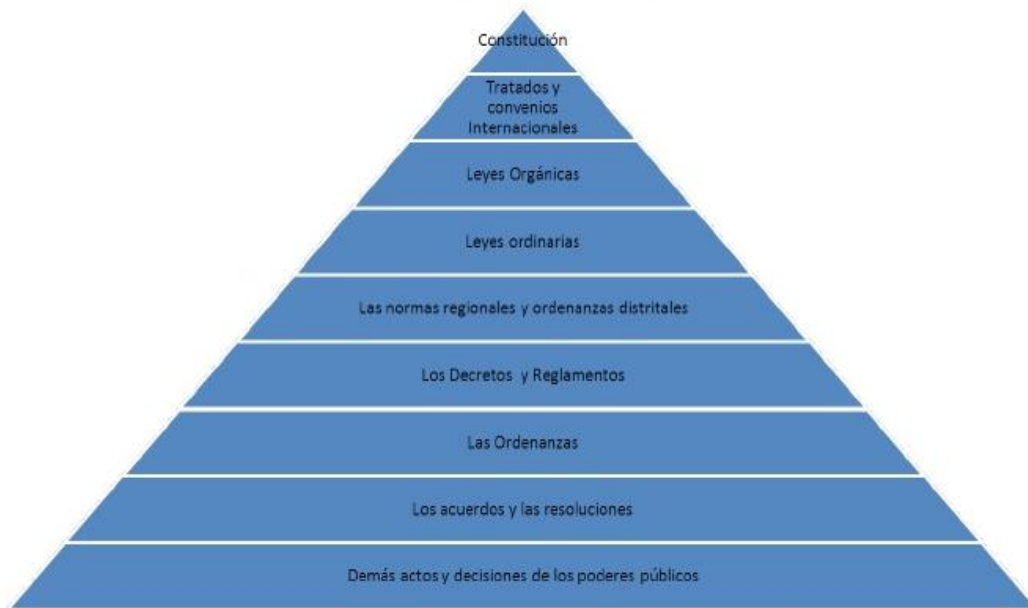 Constitución
Tratados y
convenios
Internacionales
Leyes Orgánicas
Leyes ordinarias
Las normas regionales y ordenanzas distritales
Los Decretos y Reglamentos
Las Ordenanzas
Los acuerdos y las resoluciones
Demás actos y decisiones de los poderes públicos